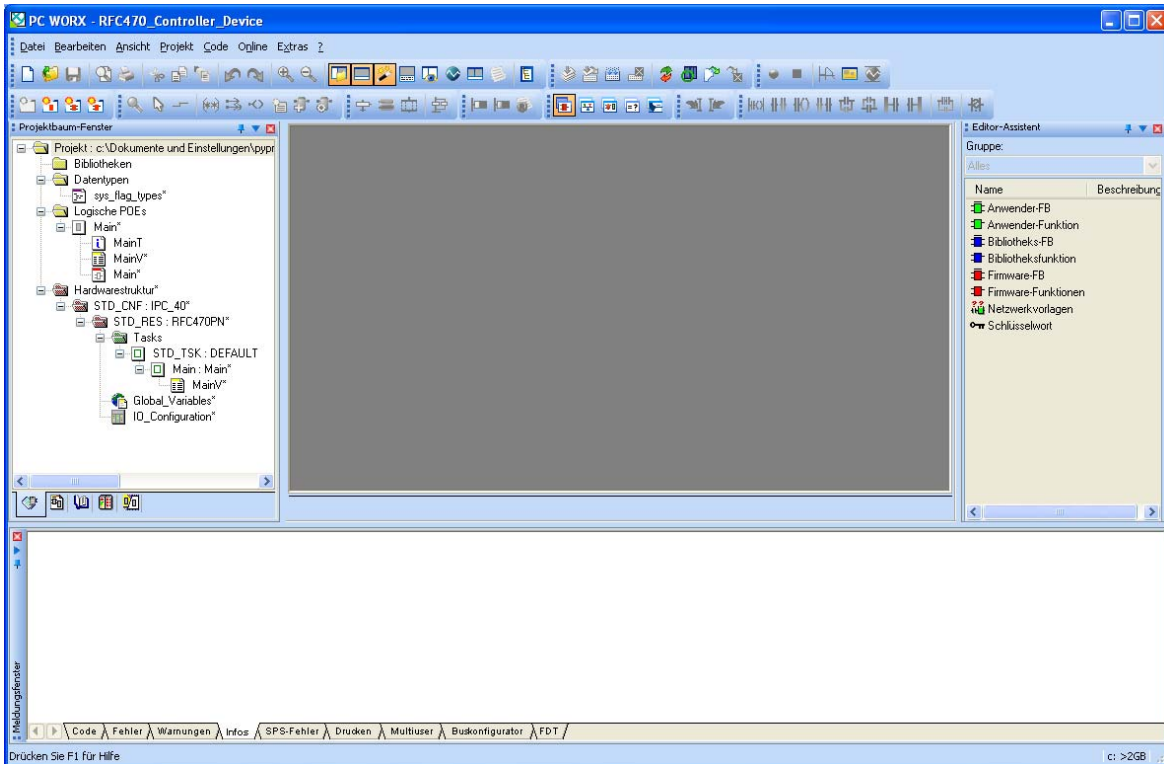 PC WORX - RFC470_Controller_Device
Datei Bearbeiten Ansicht Projekt Code Online Extras ?
Projektbaum-Fenster
Projekt : c:\Dokumente und Einstellungen\pypr
Bibliotheken
Datentypen
sys_flag_types*
Logische POEs
Main*
MainT
MainV*
Main*
Hardwarestruktur*
STD_CNF : IPC_40*
STD_RES : RFC470PN*
Tasks
STD_TSK : DEFAULT
Main : Main*
MainV*
Global_Variables*
IO_Configuration*
Editor-Assistent
Gruppe:
Alles
Name Beschreibung
Anwender-FB
Anwender-Funktion
Bibliotheks-FB
Bibliotheksfunktion
Firmware-FB
Firmware-Funktionen
Netzwerkvorlagen
Schlüsselwort
Meldungsfenster
Code Fehler Warnungen Infos SPS-Fehler Drucken Multiuser Buskonfigurator FDT
Drücken Sie F1 für Hilfe
c: >2GB